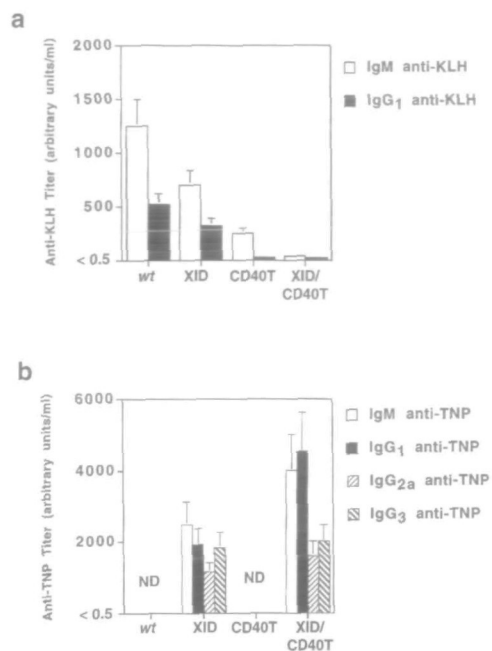 a
Anti-KLH Titer (arbitrary units/ml)
2000
1500
1000
500
< 0.5
wt
XID
CD40T
XID/
CD40T
IgM anti-KLH
IgG1 anti-KLH
b
Anti-TNP Titer (arbitrary units/ml)
6000
4000
2000
< 0.5
ND
ND
wt
XID
CD40T
XID/
CD40T
IgM anti-TNP
IgG1 anti-TNP
IgG2a anti-TNP
IgG3 anti-TNP